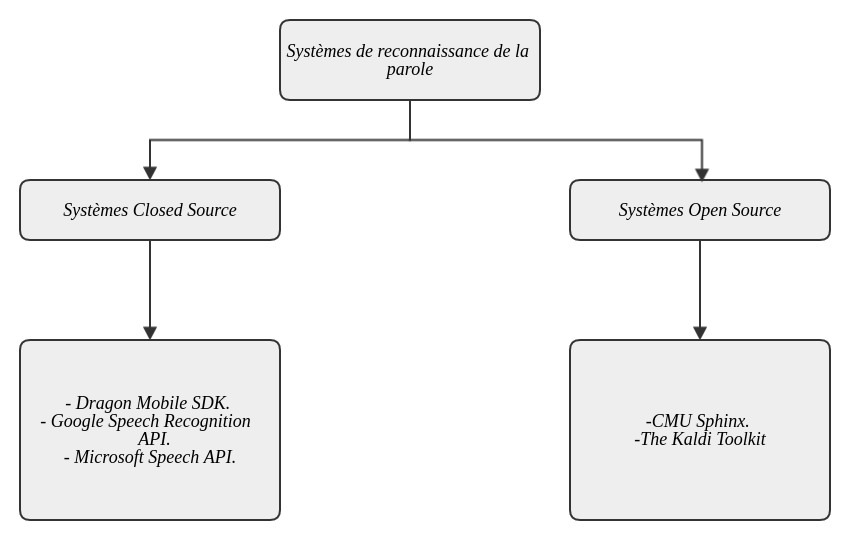 Systèmes de reconnaissance de la
parole
Systèmes Closed Source
Systèmes Open Source
- Dragon Mobile SDK.
- Google Speech Recognition
API.
- Microsoft Speech API.
-CMU Sphinx.
-The Kaldi Toolkit